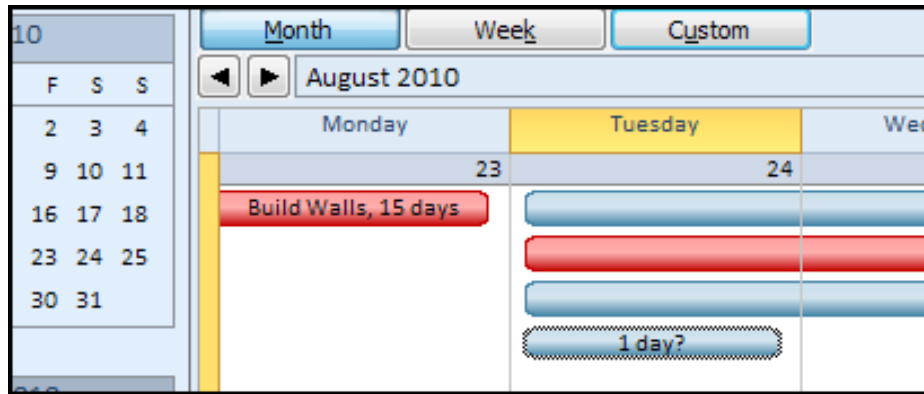 10
F S S
2 3 4
9 10 11
16 17 18
23 24 25
30 31
Month Week Custom
August 2010
Monday Tuesday
23 24
Build Walls, 15 days
1 day?